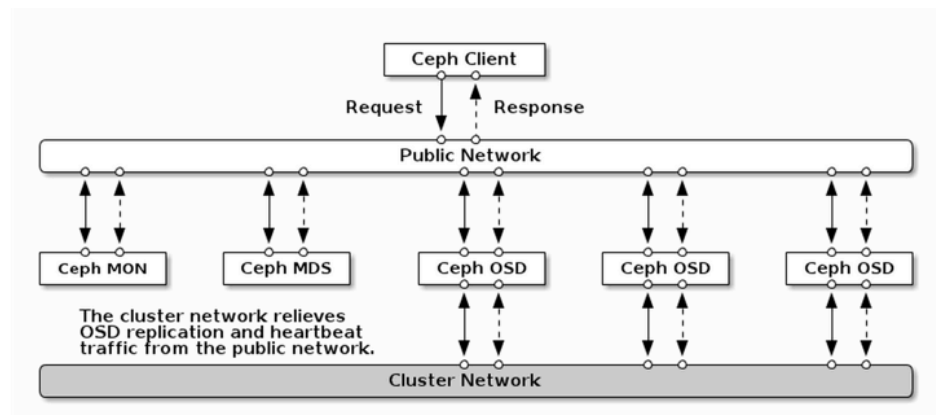 Ceph Client
Request
Response
Public Network
Ceph MON
Ceph MDS
Ceph OSD
Ceph OSD
Ceph OSD
The cluster network relieves
OSD replication and heartbeat
traffic from the public network.
Cluster Network